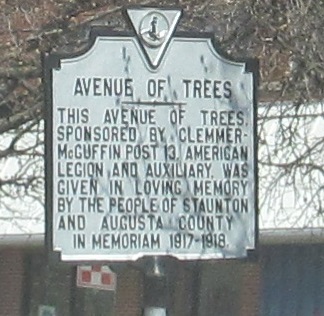 AVENUE OF TREES
THIS AVENUE OF TREES,
SPONSORED BY CLEMMER-
McGUFFIN POST 13, AMERICAN
LEGION AND AUXILIARY, WAS
GIVEN IN LOVING MEMORY
BY THE PEOPLE OF STAUNTON
AND AUGUSTA COUNTY
IN MEMORIAM 1917-1918.